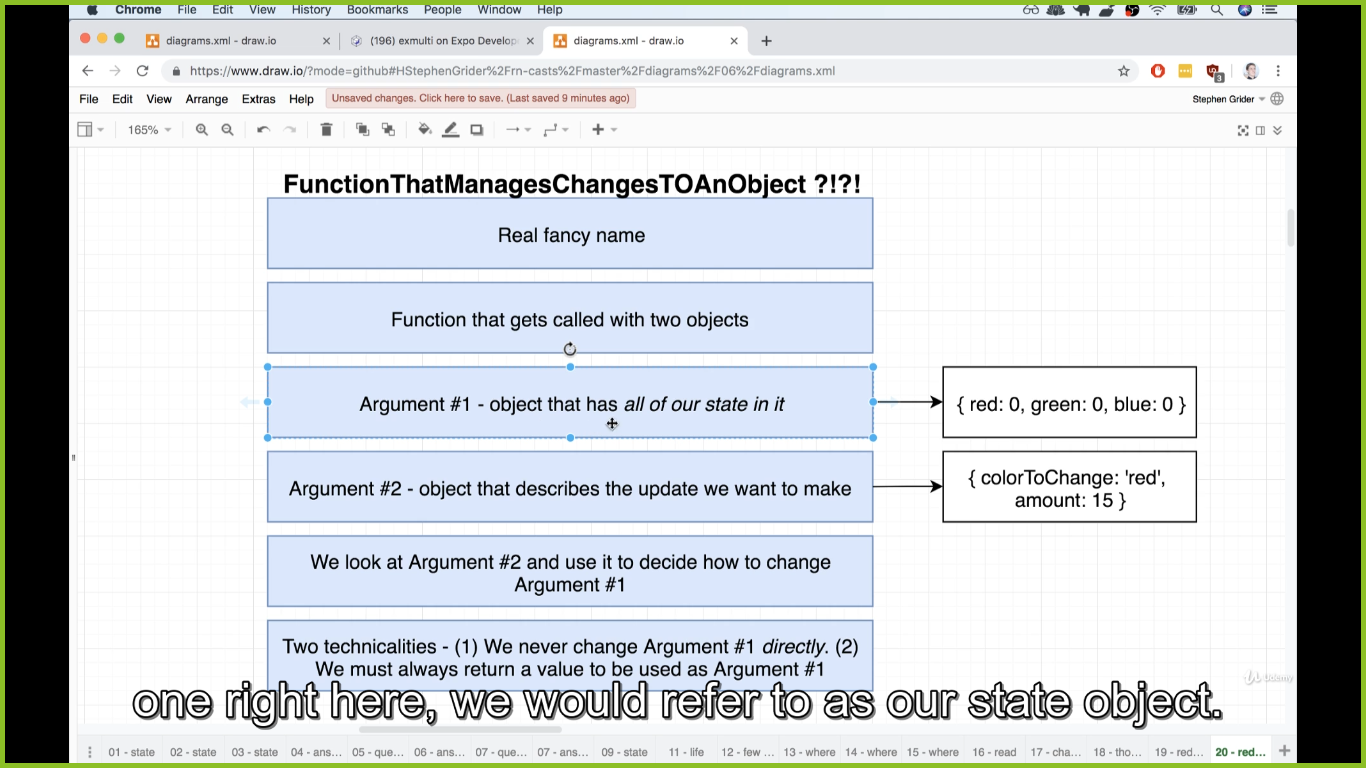 Chrome File Edit View History Bookmarks People Window Help
diagrams.xml - draw.io
(196) exmulti on Expo Develop
diagrams.xml - draw.io
https://www.draw.io/?mode=github#HStephenGrider%2Frn-casts%2Fmaster%2Fdiagrams%2F06%2Fdiagrams.xml
3
File Edit View Arrange Extras Help
Unsaved changes. Click here to save. (Last saved 9 minutes ago)
Stephen Grider
165%
FunctionThatManagesChangesTOAnObject ?!?!
Real fancy name
Function that gets called with two objects
Argument #1 - object that has all of our state in it
{ red: 0, green: 0, blue: 0 }
Argument #2 - object that describes the update we want to make
{ colorToChange: 'red',
amount: 15 }
We look at Argument #2 and use it to decide how to change
Argument #1
Two technicalities - (1) We never change Argument #1 directly. (2)
We must always return a value to be used as Argument #1
Udemy
one right here, we would refer to as our state object.
01 - state 02 - state 03 - state 04 - ans... 05 - que... 06 - ans... 07 - que... 07 - ans... 09 - state 11 - life 12 - few ... 13 - where 14 - where 15 - where 16 - read 17 - cha... 18 - tho... 19 - red... 20 - red...